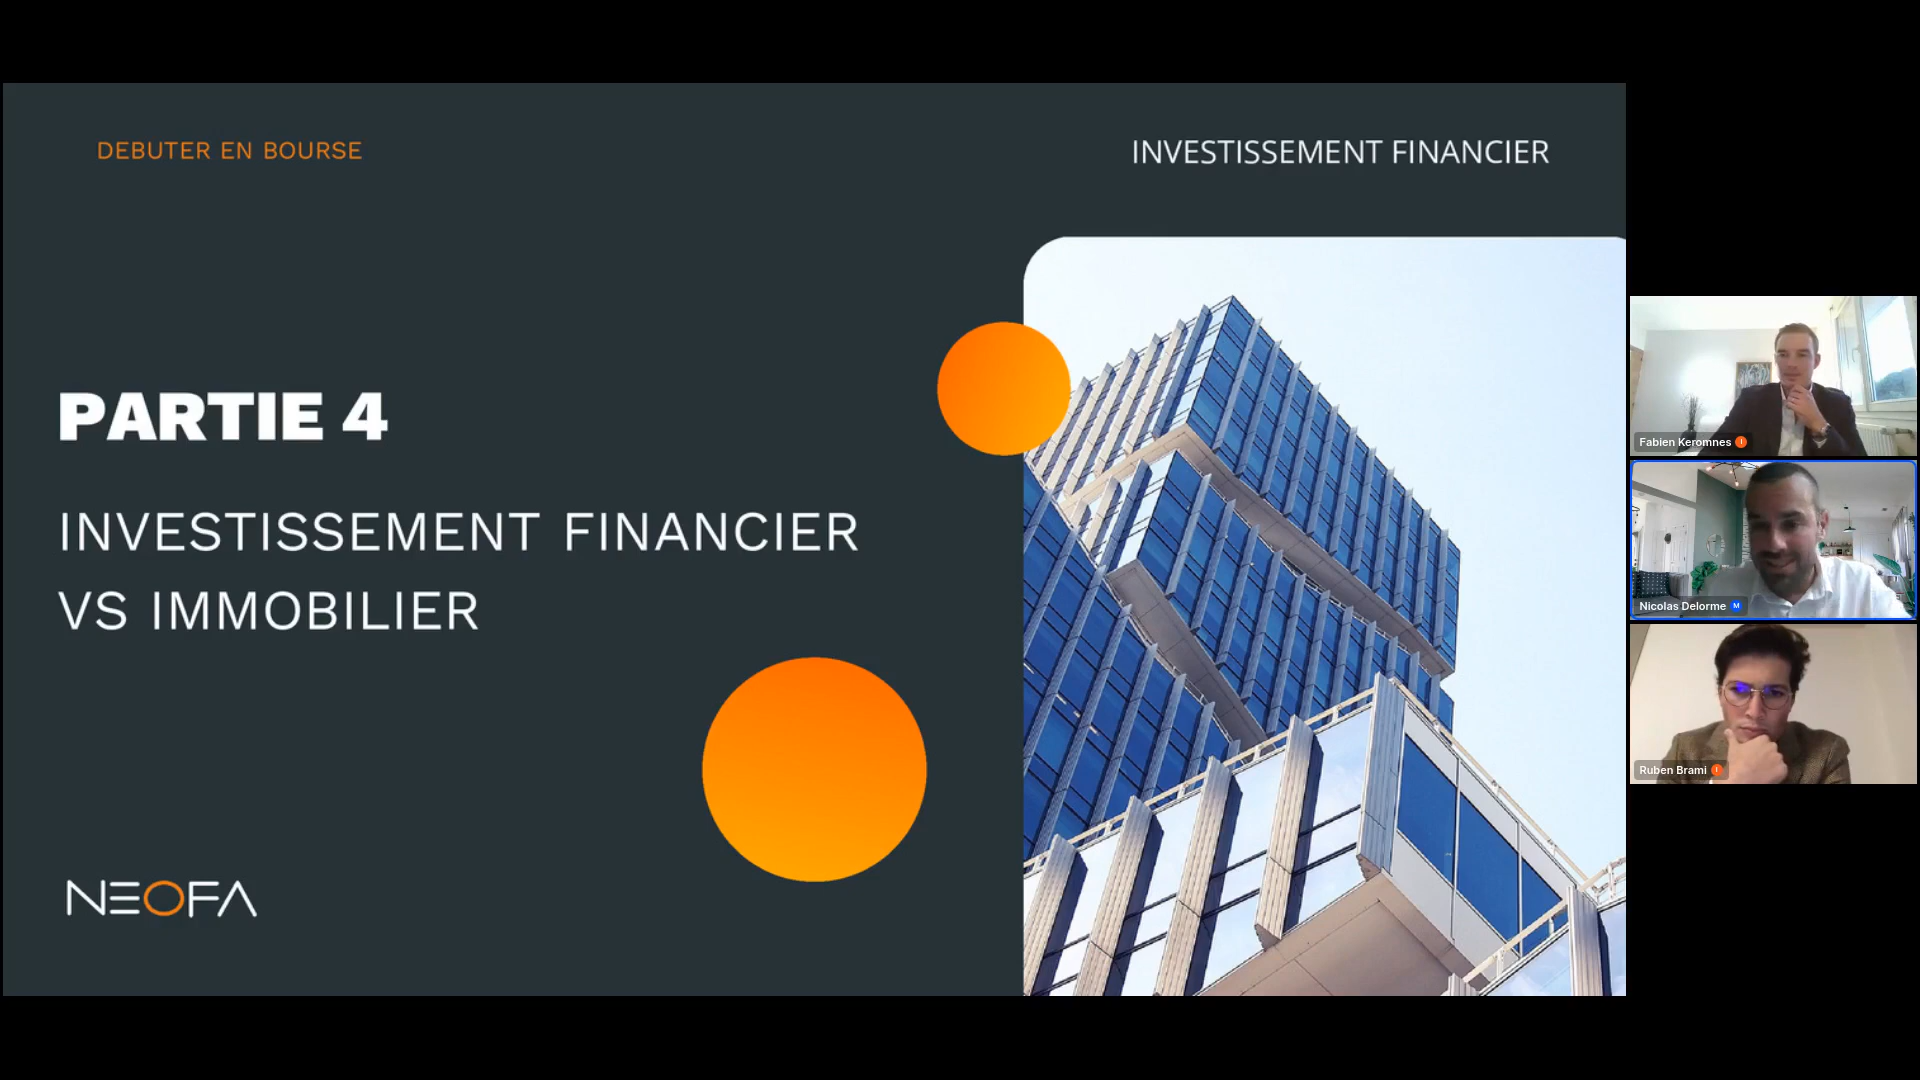 DEBUTER EN BOURSE
INVESTISSEMENT FINANCIER
PARTIE 4
INVESTISSEMENT FINANCIER
VS IMMOBILIER
NEOFA
Fabien Keromnes
Nicolas Delorme M
Ruben Brami